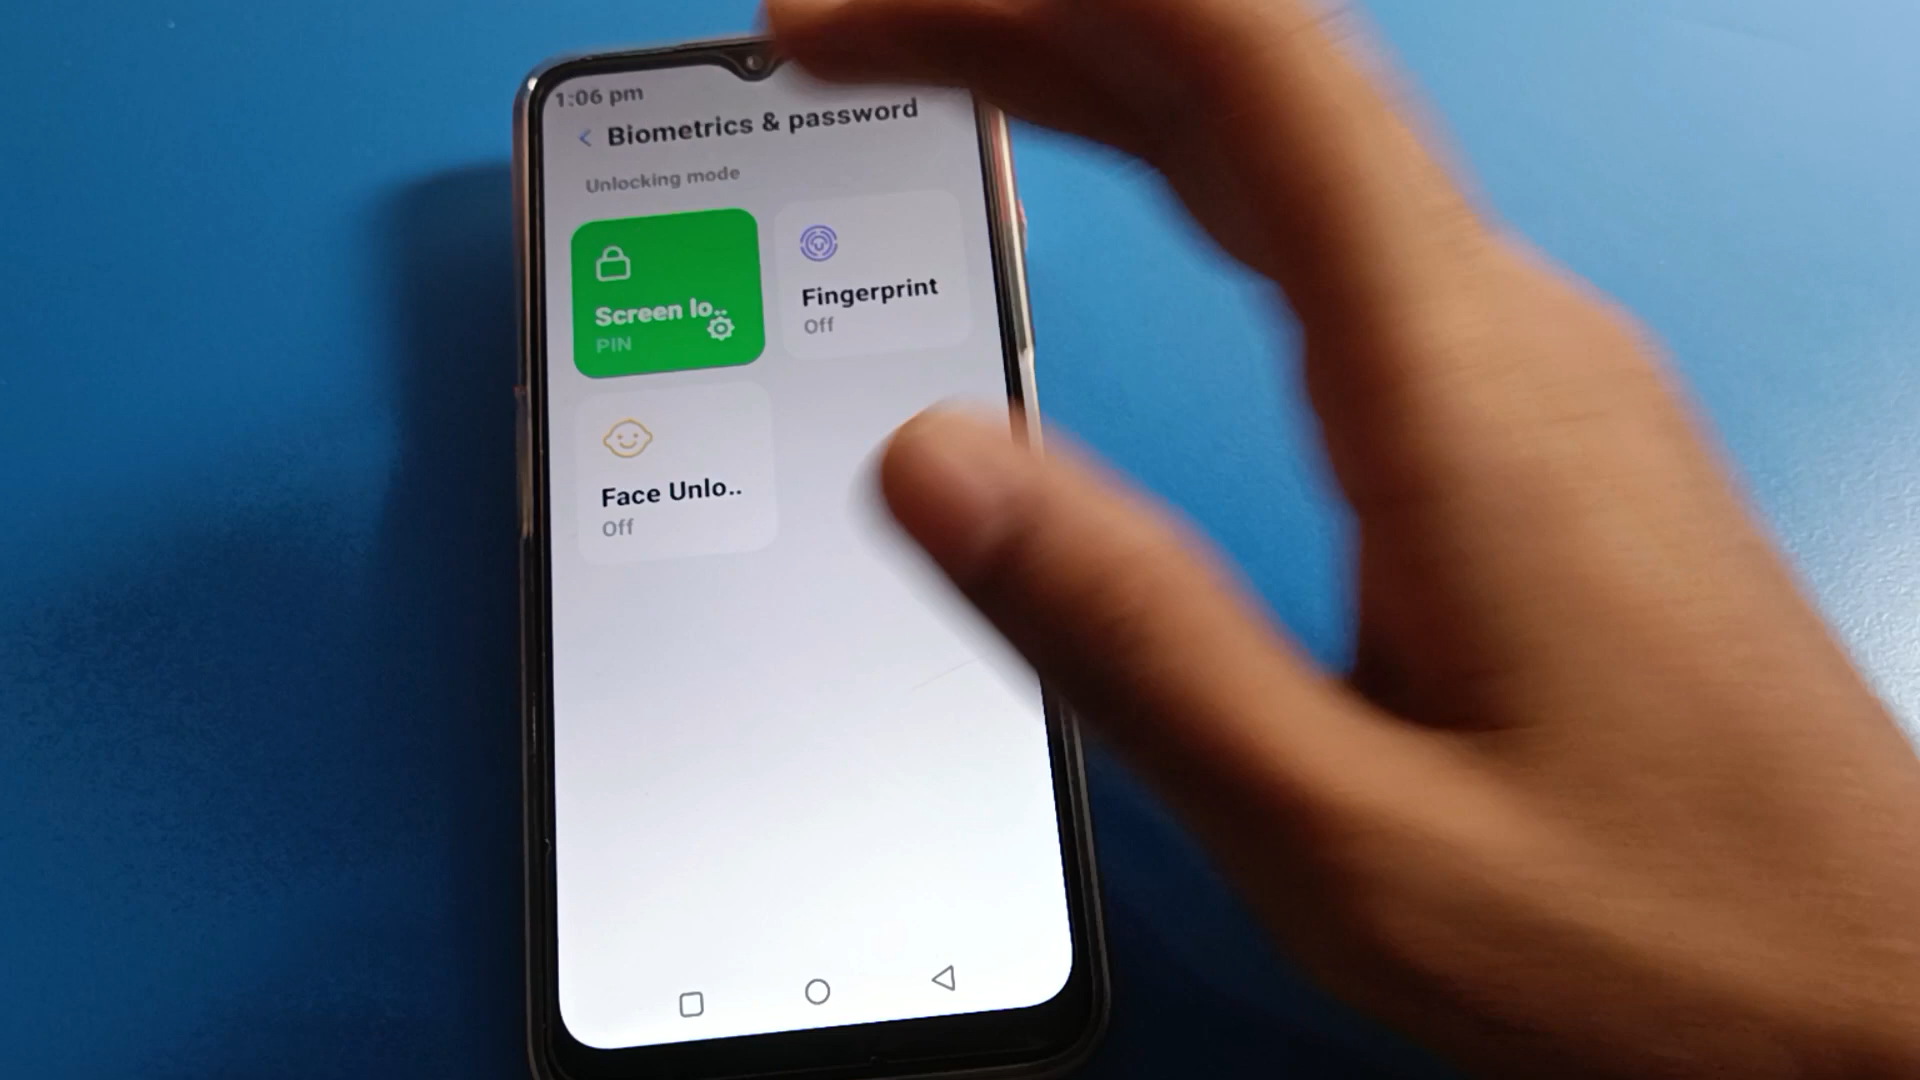 1:06 pm
Biometrics & password
Unlocking mode
Screen lo..
PIN
Fingerprint
Off
Face Unlo..
Off